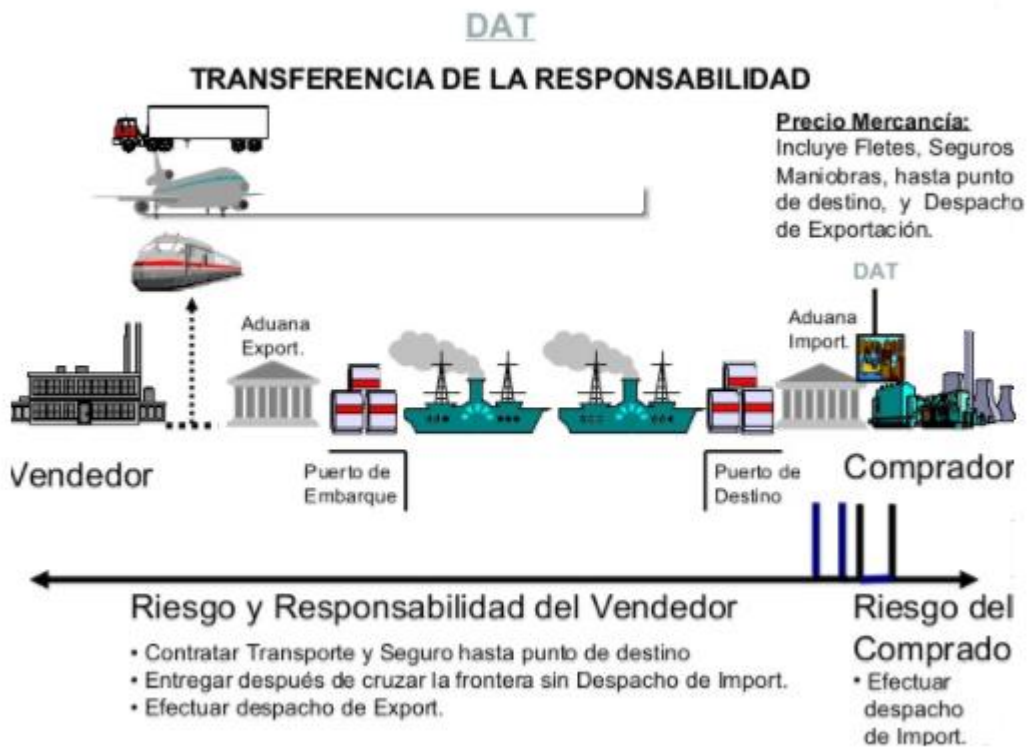 DAT
TRANSFERENCIA DE LA RESPONSABILIDAD
Precio Mercancía:
Incluye Fletes, Seguros
Maniobras, hasta punto
de destino, y Despacho
de Exportación.
DAT
Aduana
Export.
Aduana
Import.
Vendedor
Puerto de
Embarque
Puerto de
Destino
Comprador
Riesgo y Responsabilidad del Vendedor
• Contratar Transporte y Seguro hasta punto de destino
• Entregar después de cruzar la frontera sin Despacho de Import.
• Efectuar despacho de Export.
Riesgo del
Comprado
• Efectuar
despacho
de Import.